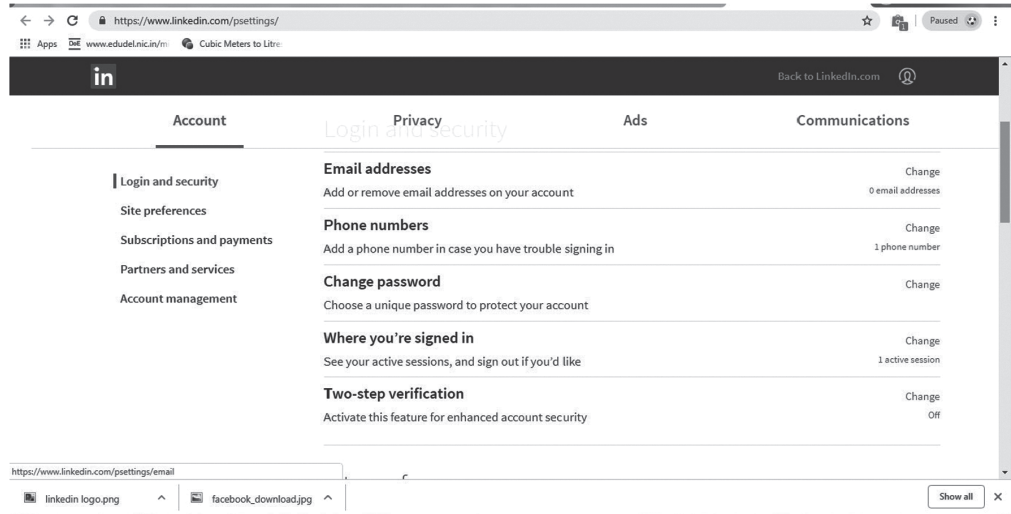 https://www.linkedin.com/psettings/
Paused
Apps
DoE www.edudel.nic.in/mi
Cubic Meters to Litre
1
in
Back to LinkedIn.com
Account
Privacy
Ads
Communications
Login and security
Login and security
Site preferences
Subscriptions and payments
Partners and services
Account management
Email addresses
Change
Add or remove email addresses on your account
0 email addresses
Phone numbers
Change
Add a phone number in case you have trouble signing in
1 phone number
Change password
Change
Choose a unique password to protect your account
Where you're signed in
Change
See your active sessions, and sign out if you'd like
1 active session
Two-step verification
Change
Activate this feature for enhanced account security
Off
https://www.linkedin.com/psettings/email
linkedin logo.png
facebook_download.jpg
Show all